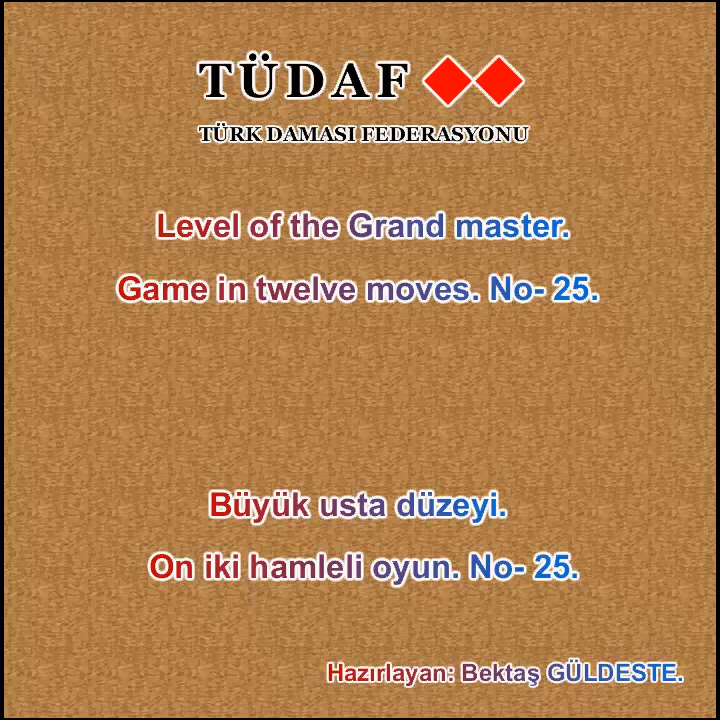 TÜDAF
TÜRK DAMASI FEDERASYONU
Level of the Grand master.
Game in twelve moves. No- 25.
Büyük usta düzeyi.
On iki hamleli oyun. No- 25.
Hazırlayan: Bektaş GÜLDESTE.